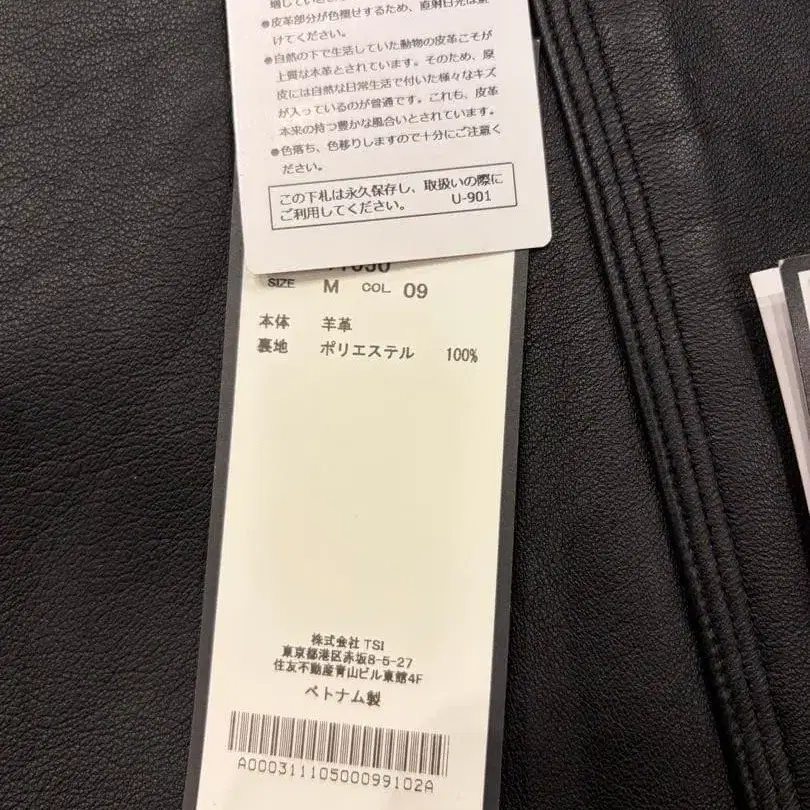 ●皮革部分が色褪せするため、直射日光は避
けてください。
●自然の下で生活していた動物の皮革こそが
上質な本革とされています。そのため、原
皮には自然な日常生活で付いた様々なキズ
が入っているのが普通です。これも、皮革
本来の持つ豊かな風合いとされています。
●色落ち、色移りしますので十分にご注意く
ださい。
この下札は永久保存し、取扱いの際に
ご利用してください。 U-901
SIZE M COL 09
本体 羊革
裏地 ポリエステル 100%
株式会社 TSI
東京都港区赤坂8-5-27
住友不動産青山ビル東館4F
ベトナム製
A00031110500099102A